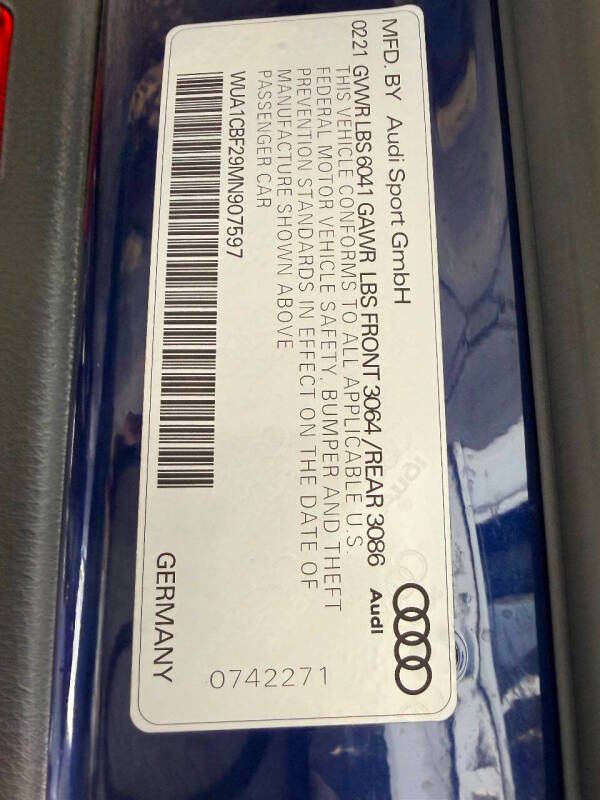 MFD. BY Audi Sport GmbH
0221 GVWR LBS 6041 GAWR LBS FRONT 3064 / REAR 3086
THIS VEHICLE CONFORMS TO ALL APPLICABLE U.S.
FEDERAL MOTOR VEHICLE SAFETY, BUMPER AND THEFT
PREVENTION STANDARDS IN EFFECT ON THE DATE OF
MANUFACTURE SHOWN ABOVE
PASSENGER CAR
WUA1CBF29MN907597
Audi
0742271
GERMANY